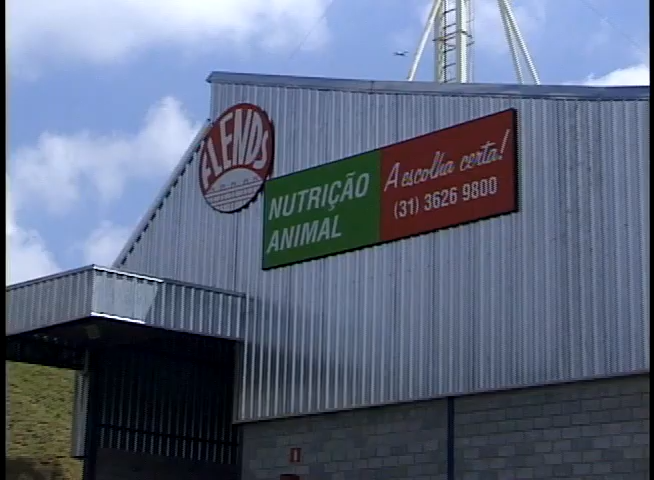 FLENDS
NUTRIÇÃO
ANIMAL
A escolha certa!
(31) 3626 9800